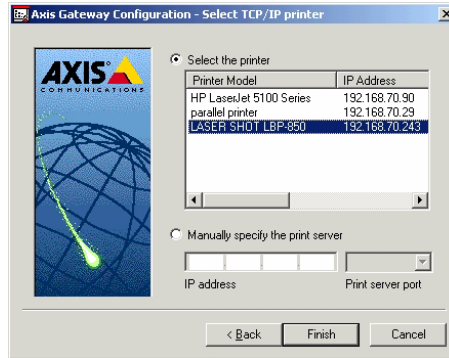 Axis Gateway Configuration - Select TCP/IP printer
AXIS
COMMUNICATIONS
Select the printer
Printer Model IP Address
HP LaserJet 5100 Series 192.168.70.90
parallel printer 192.168.70.29
LASER SHOT LBP-850 192.168.70.243
Manually specify the print server
IP address Print server port
< Back Finish Cancel